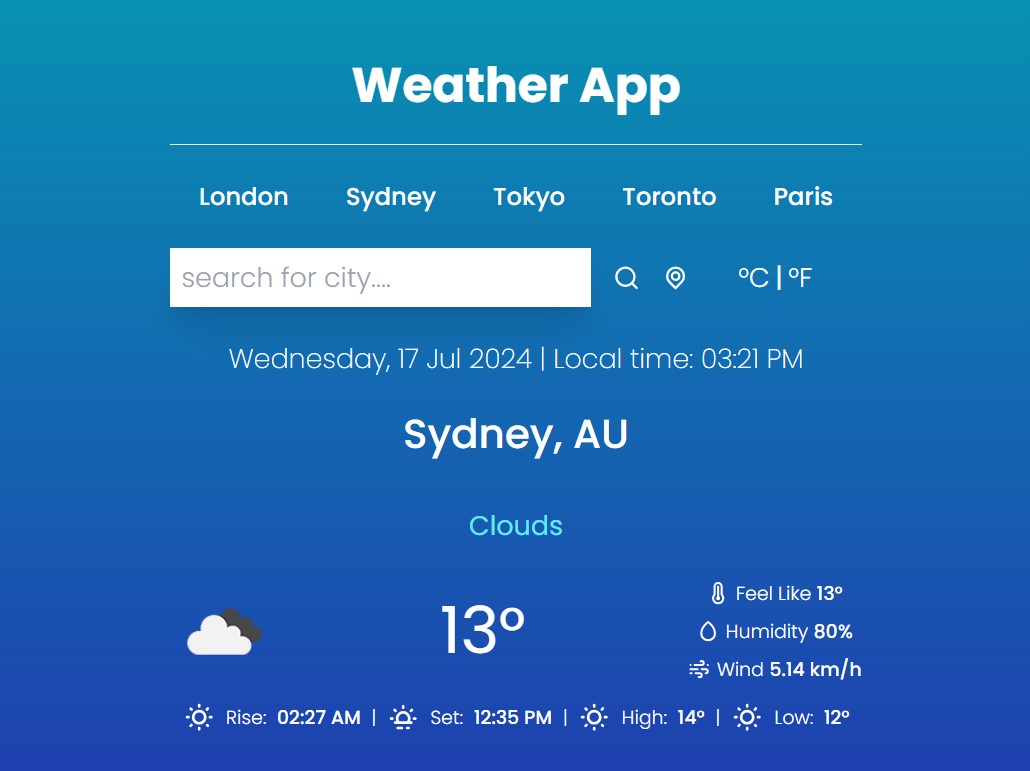 Weather App
London Sydney Tokyo Toronto Paris
search for city.... °C | °F
Wednesday, 17 Jul 2024 | Local time: 03:21 PM
Sydney, AU
Clouds
13°
Feel Like 13°
Humidity 80%
Wind 5.14 km/h
Rise: 02:27 AM | Set: 12:35 PM | High: 14° | Low: 12°